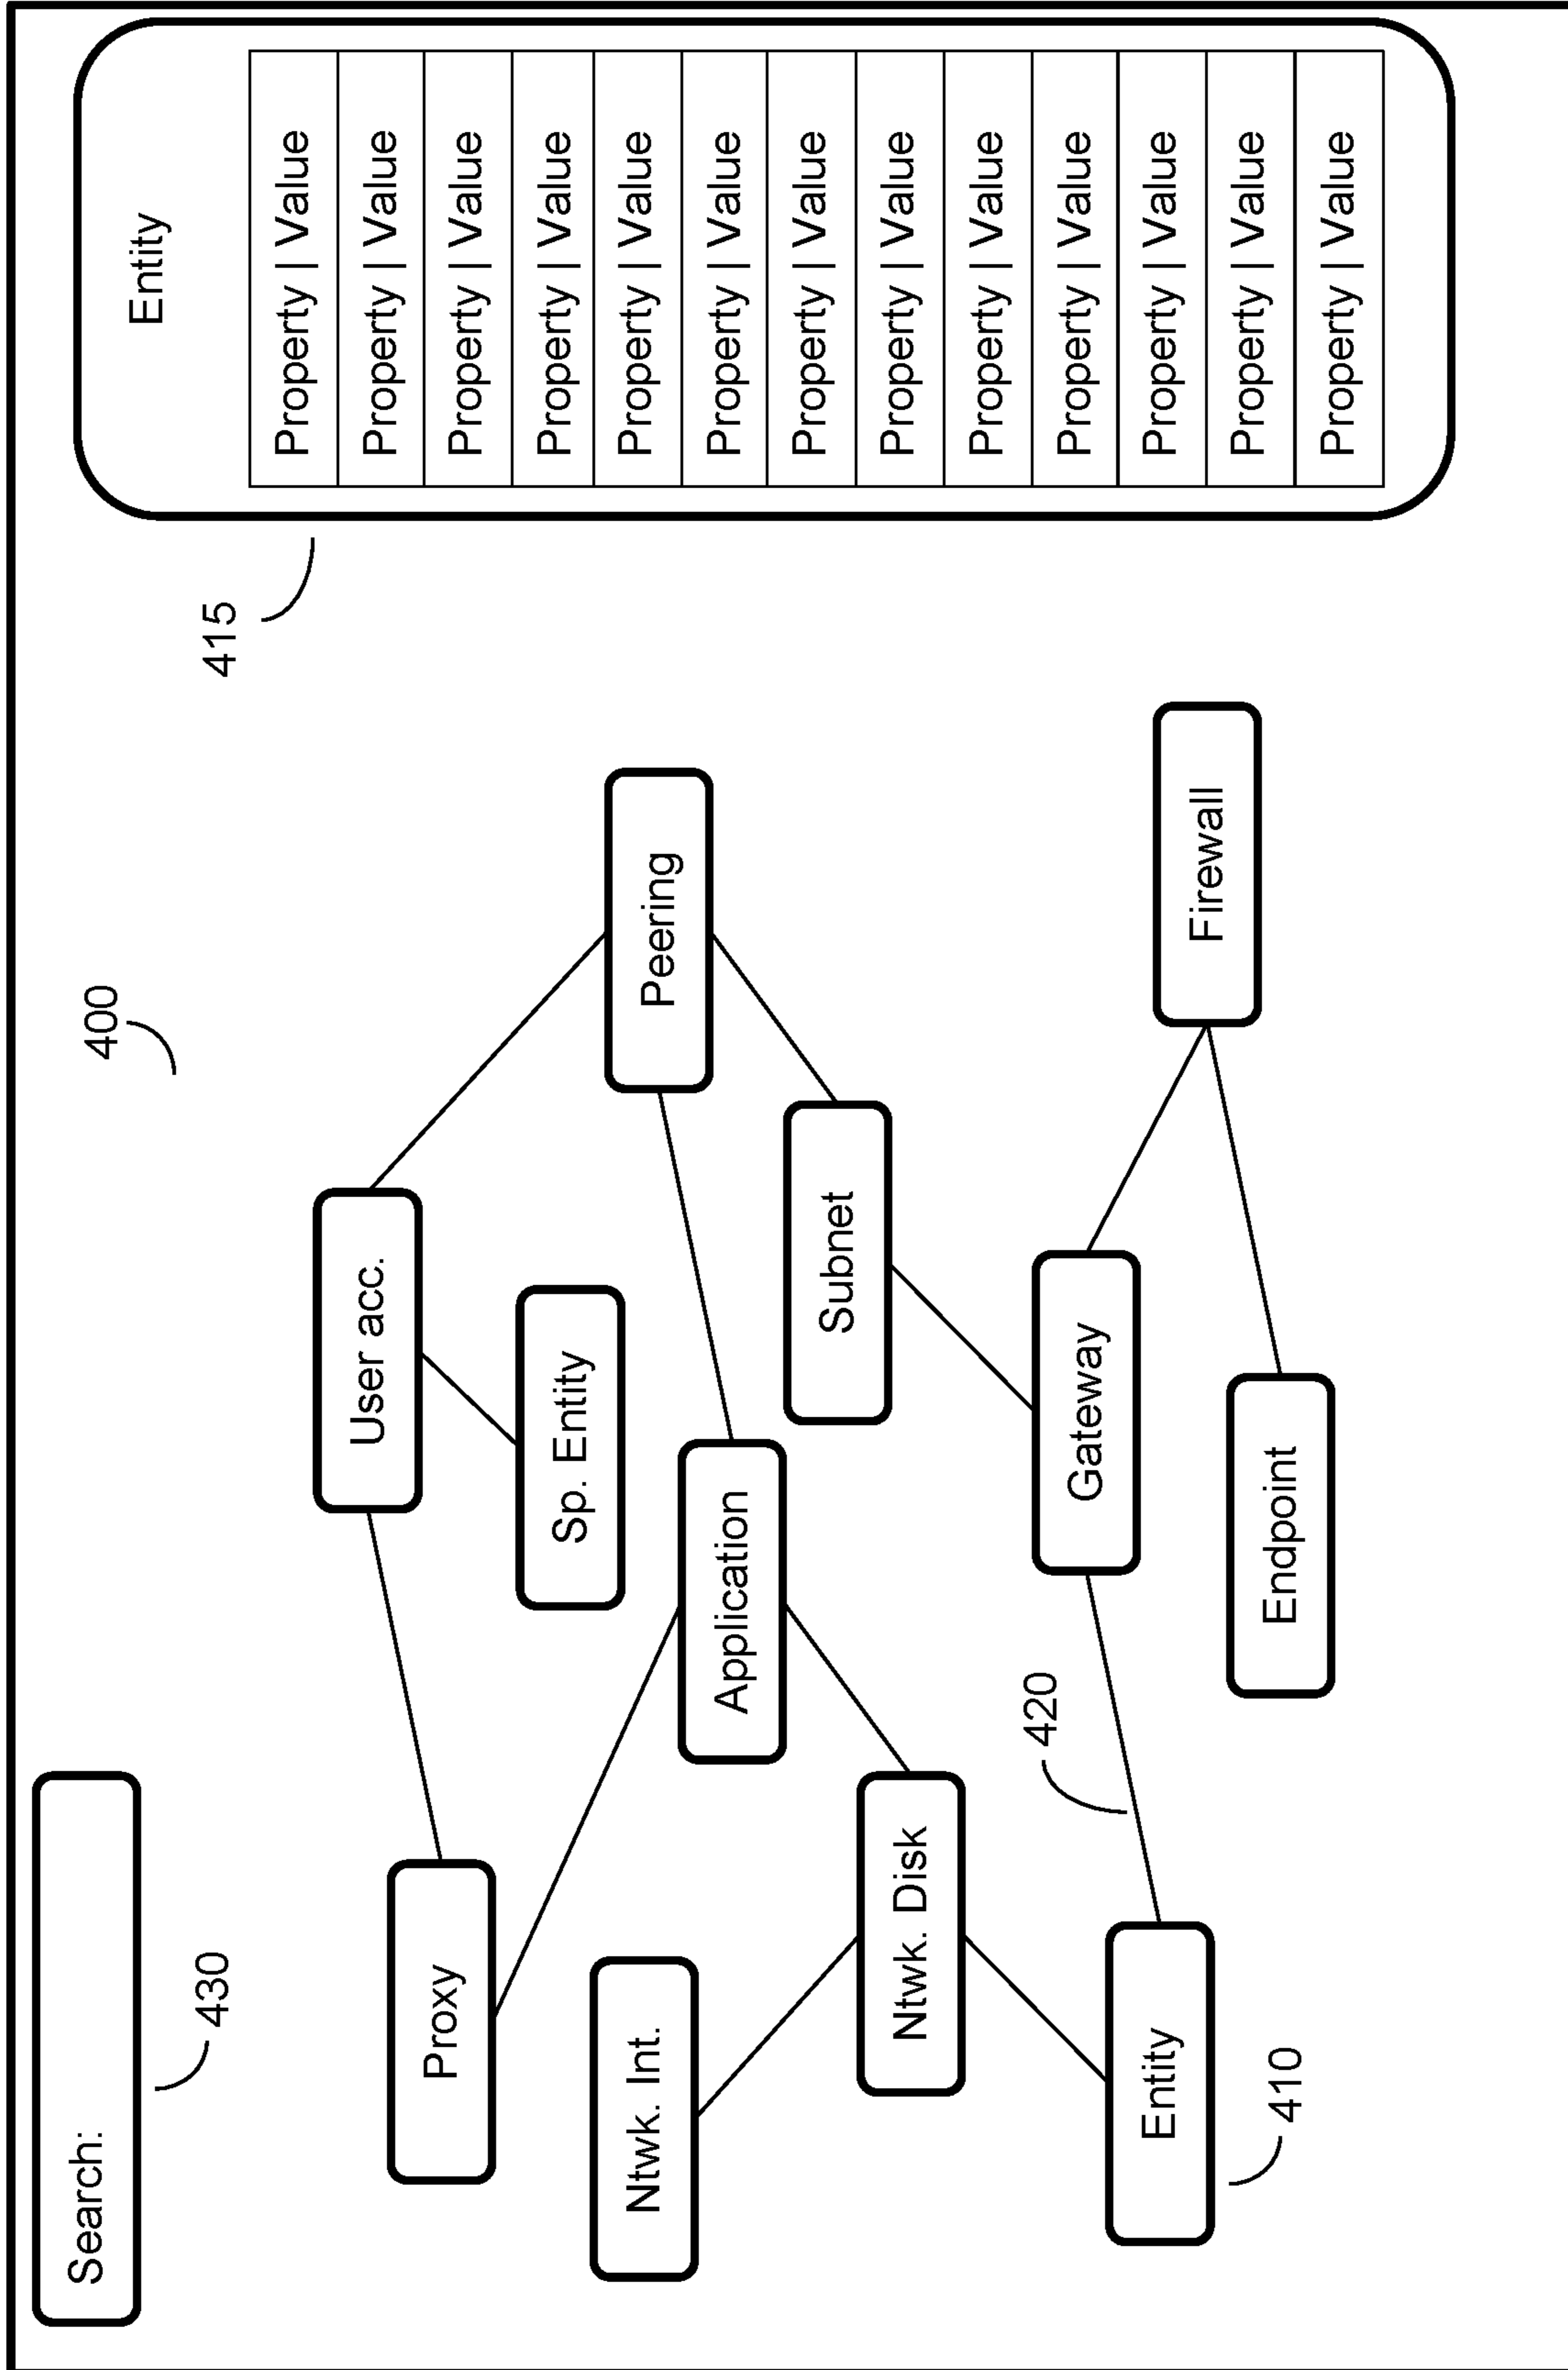 Search:
430
400
415
Entity
Property | Value
Property | Value
Property | Value
Property | Value
Property | Value
Property | Value
Property | Value
Property | Value
Property | Value
Property | Value
Property | Value
Property | Value
Property | Value
User acc.
Proxy
Sp. Entity
Ntwk. Int.
Peering
Application
Subnet
Ntwk. Disk
420
Gateway
Entity
Firewall
Endpoint
410